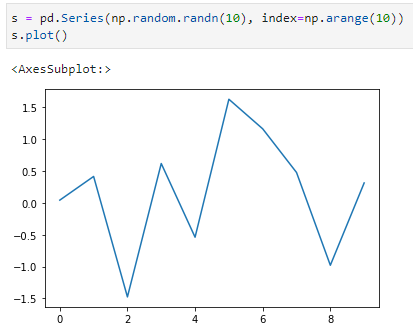 s = pd.Series(np.random.randn(10), index=np.arange(10))
s.plot()
<AxesSubplot:>
1.5
1.0
0.5
0.0
−0.5
−1.0
−1.5
0 2 4 6 8